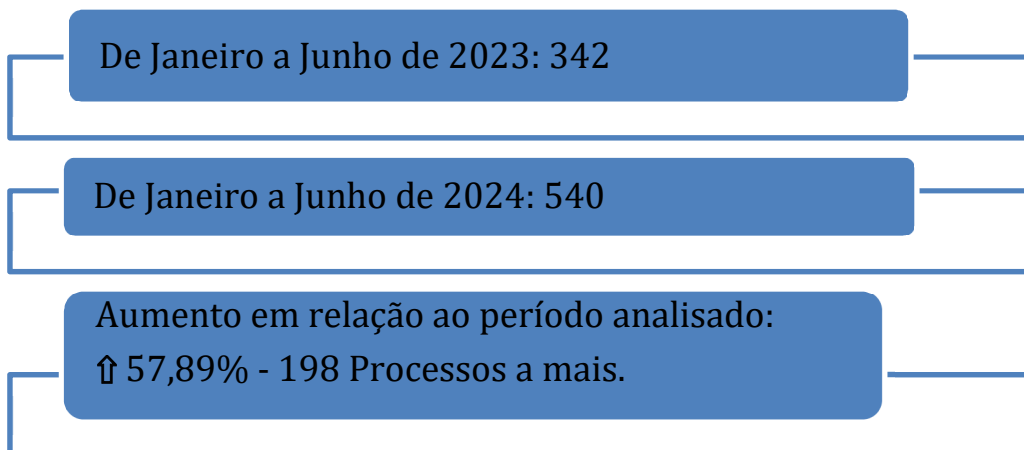 De Janeiro a Junho de 2023: 342
De Janeiro a Junho de 2024: 540
Aumento em relação ao período analisado:
⇧ 57,89% - 198 Processos a mais.